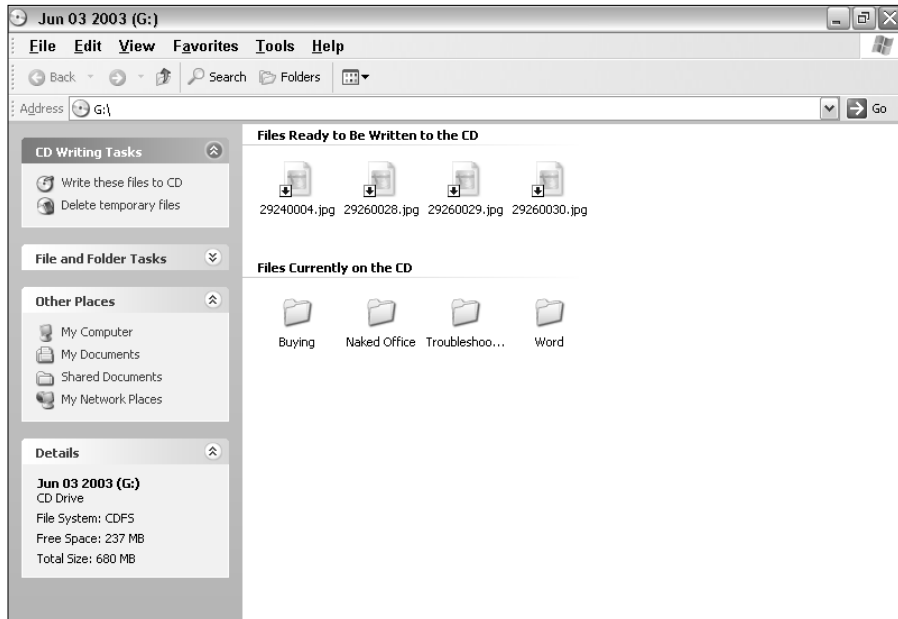 Jun 03 2003 (G:)
File Edit View Favorites Tools Help
Back Search Folders
Address G:\ Go
CD Writing Tasks
Write these files to CD
Delete temporary files
File and Folder Tasks
Other Places
My Computer
My Documents
Shared Documents
My Network Places
Details
Jun 03 2003 (G:)
CD Drive
File System: CDFS
Free Space: 237 MB
Total Size: 680 MB
Files Ready to Be Written to the CD
29240004.jpg 29260028.jpg 29260029.jpg 29260030.jpg
Files Currently on the CD
Buying Naked Office Troubleshoo... Word